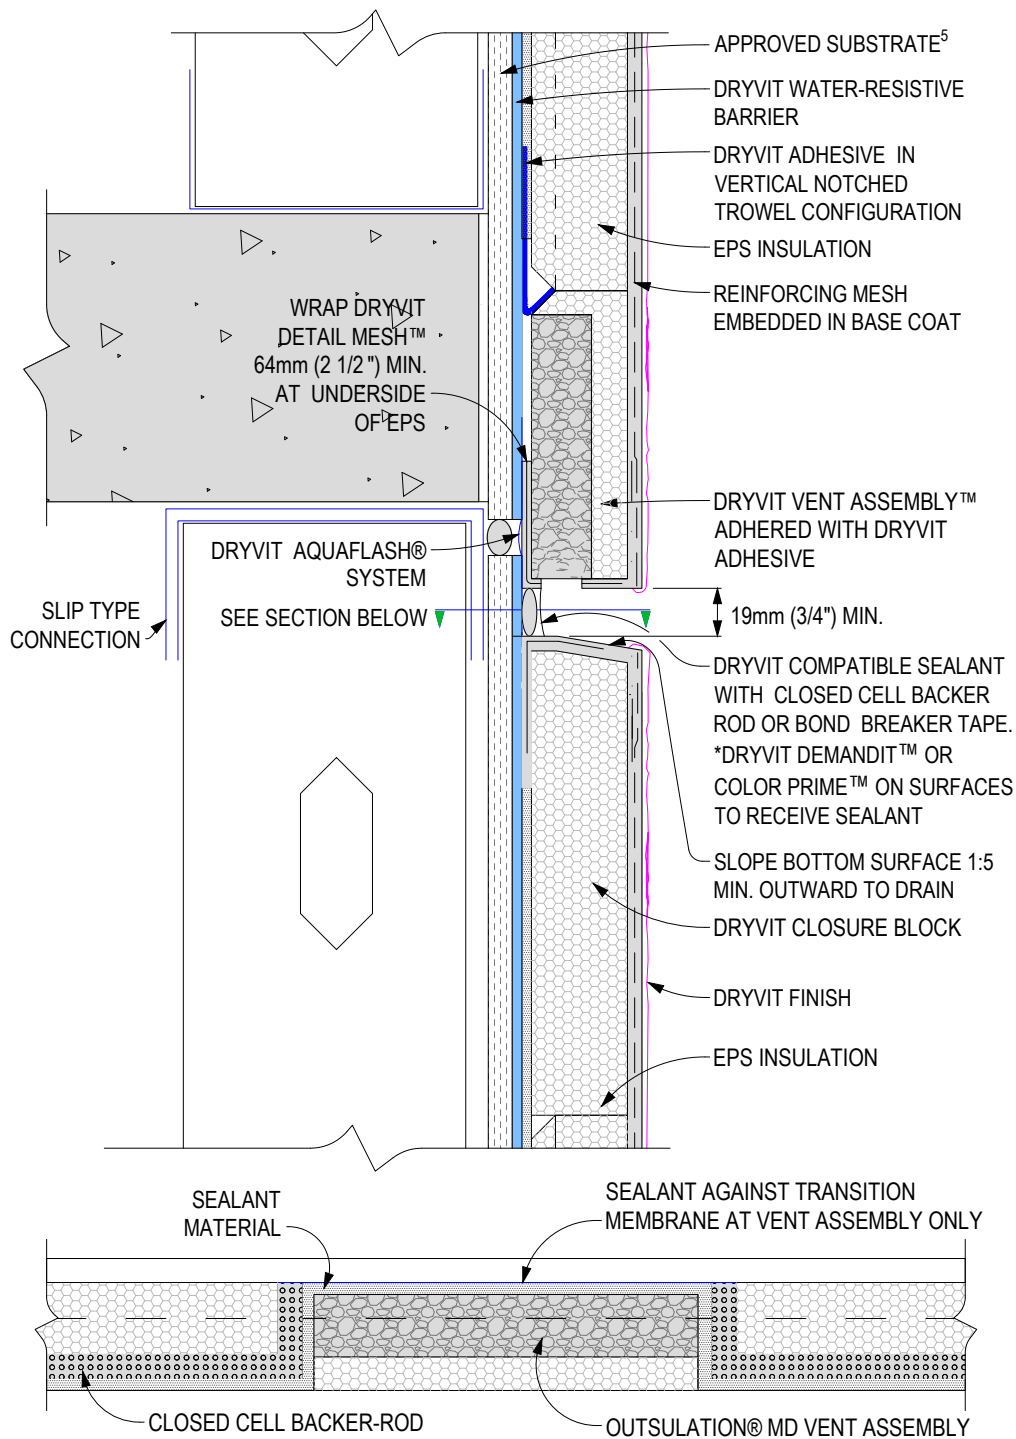 APPROVED SUBSTRATE⁵
DRYVIT WATER-RESISTIVE
BARRIER
DRYVIT ADHESIVE IN
VERTICAL NOTCHED
TROWEL CONFIGURATION
EPS INSULATION
REINFORCING MESH
EMBEDDED IN BASE COAT
WRAP DRYVIT
DETAIL MESH™
64mm (2 1/2") MIN.
AT UNDERSIDE
OF EPS
DRYVIT VENT ASSEMBLY™
ADHERED WITH DRYVIT
ADHESIVE
DRYVIT AQUAFLASH®
SYSTEM
SEE SECTION BELOW
SLIP TYPE
CONNECTION
19mm (3/4") MIN.
DRYVIT COMPATIBLE SEALANT
WITH CLOSED CELL BACKER
ROD OR BOND BREAKER TAPE.
*DRYVIT DEMANDIT™ OR
COLOR PRIME™ ON SURFACES
TO RECEIVE SEALANT
SLOPE BOTTOM SURFACE 1:5
MIN. OUTWARD TO DRAIN
DRYVIT CLOSURE BLOCK
DRYVIT FINISH
EPS INSULATION
SEALANT
MATERIAL
SEALANT AGAINST TRANSITION
MEMBRANE AT VENT ASSEMBLY ONLY
CLOSED CELL BACKER-ROD
OUTSULATION® MD VENT ASSEMBLY